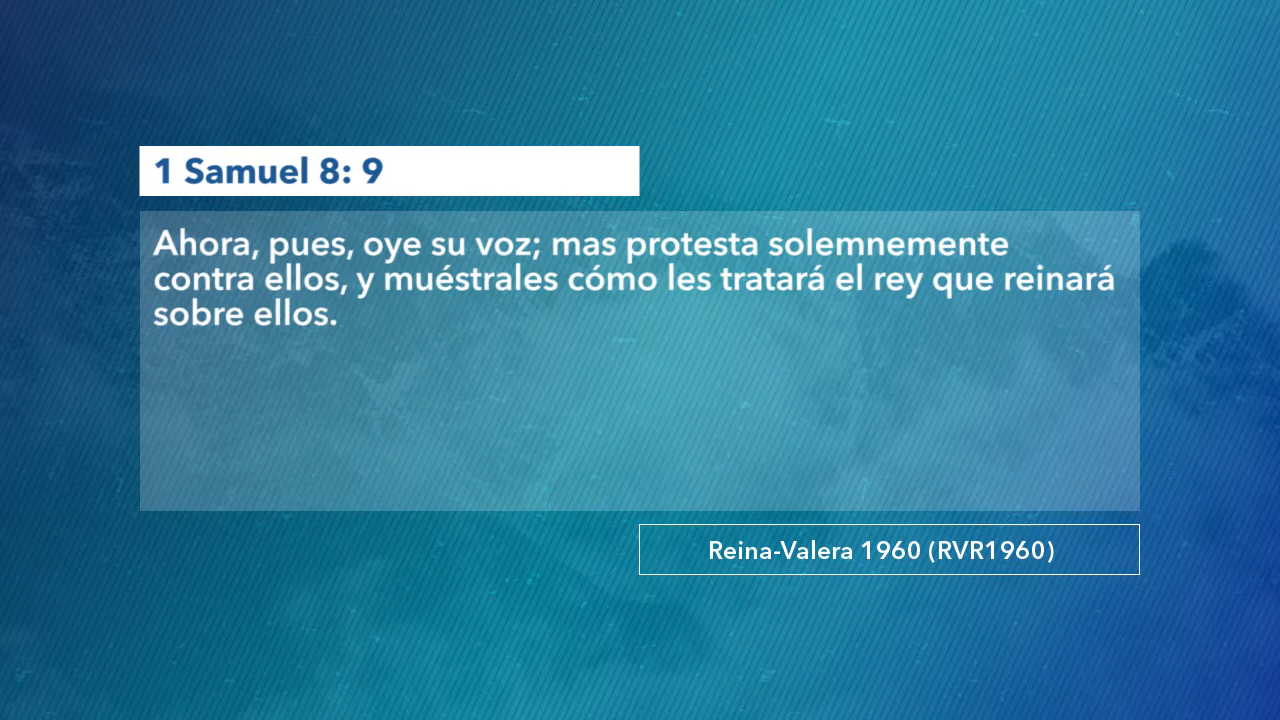 1 Samuel 8: 9
Ahora, pues, oye su voz; mas protesta solemnemente
contra ellos, y muéstrales cómo les tratará el rey que reinará
sobre ellos.
Reina-Valera 1960 (RVR1960)